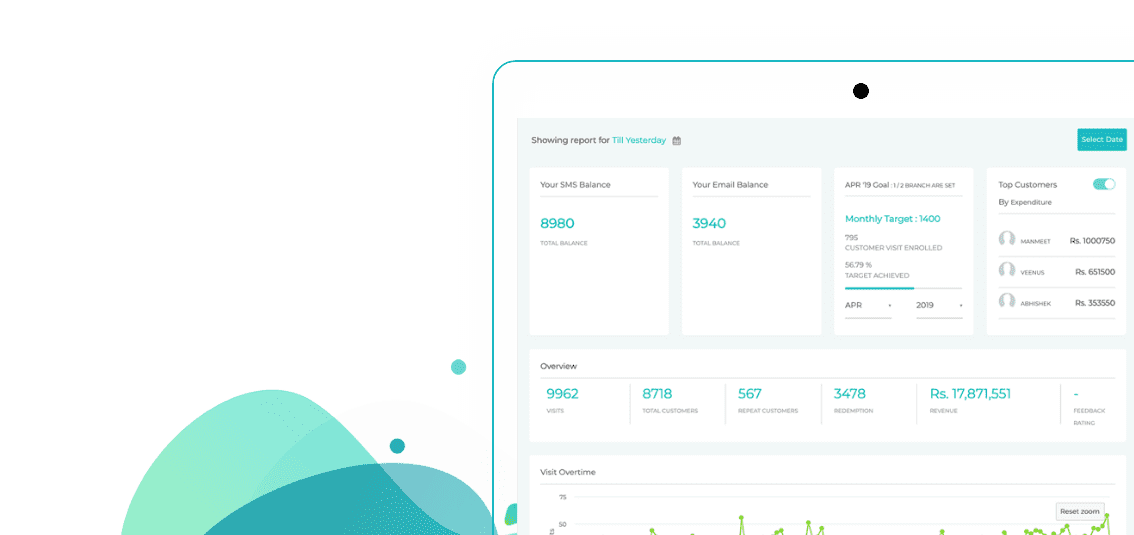 Showing report for Till Yesterday
Select Date
Your SMS Balance
8980
TOTAL BALANCE
Your Email Balance
3940
TOTAL BALANCE
APR '19 Goal : 1 / 2 BRANCH ARE SET
Monthly Target : 1400
795
CUSTOMER VISIT ENROLLED
56.79 %
TARGET ACHIEVED
APR
2019
Top Customers
By Expenditure
MANMEET Rs. 1000750
VEENUS Rs. 651500
ABHISHEK Rs. 353550
Overview
9962
VISITS
8718
TOTAL CUSTOMERS
567
REPEAT CUSTOMERS
3478
REDEMPTION
Rs. 17,871,551
REVENUE
-
FEEDBACK
RATING
Visit Overtime
75
Reset zoom
50